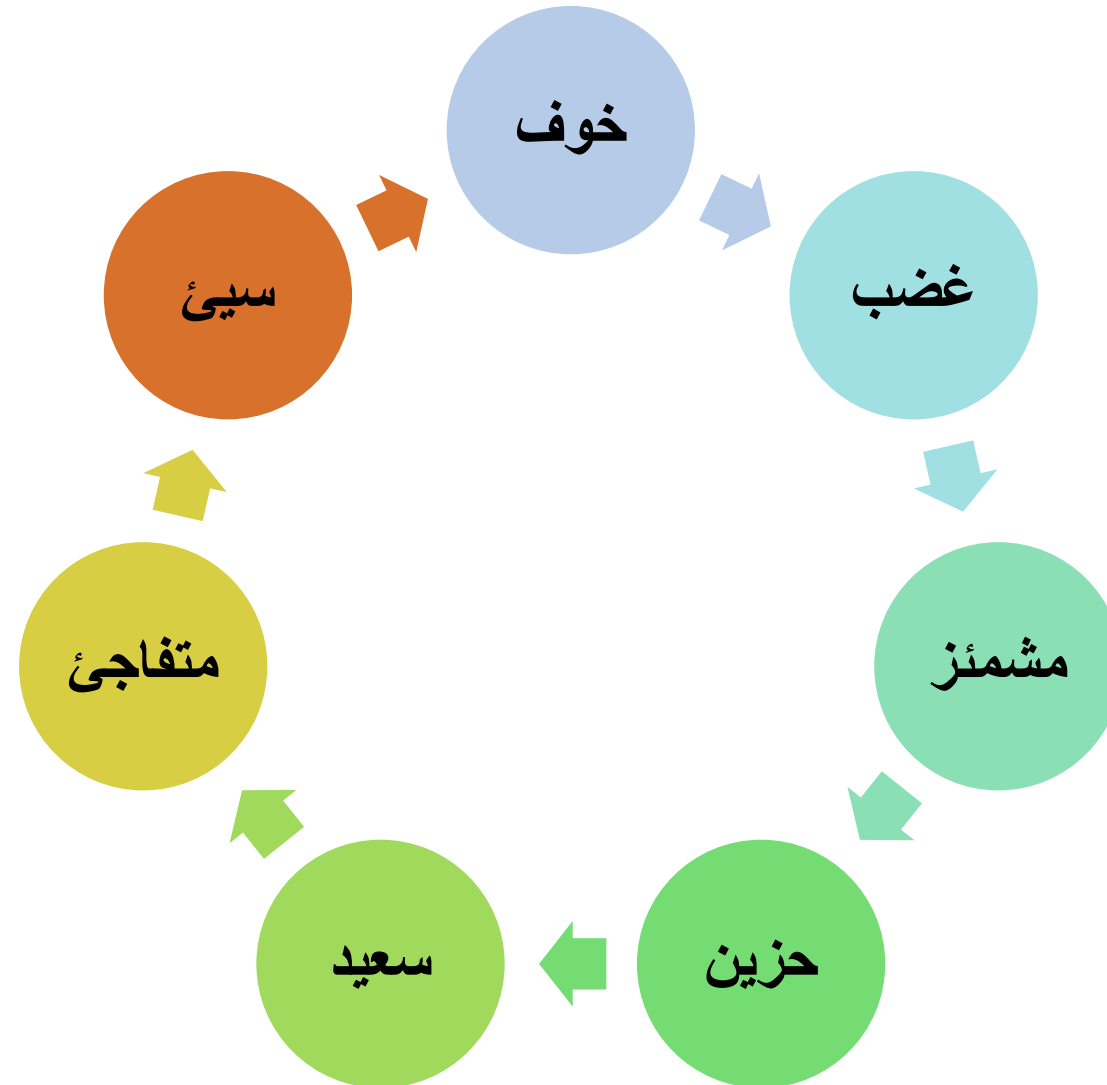 خوف
غضب
مشمئز
حزين
سعيد
متفاجئ
سيئ